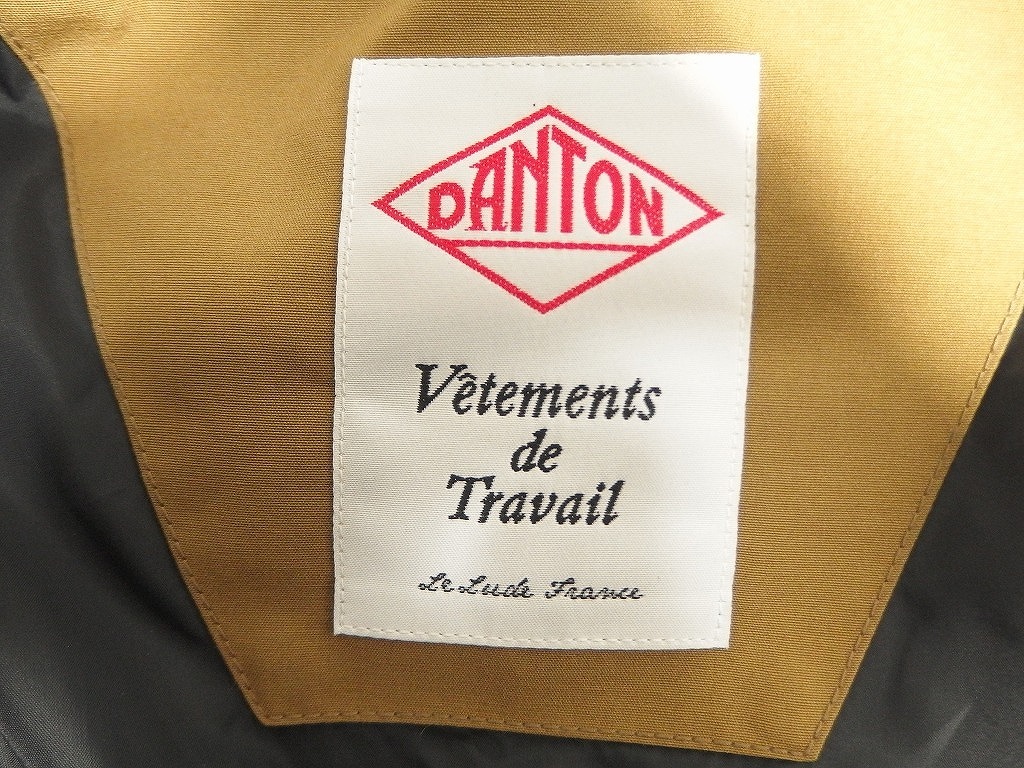 DANTON
Vêtements
de
Travail
Le Lude France